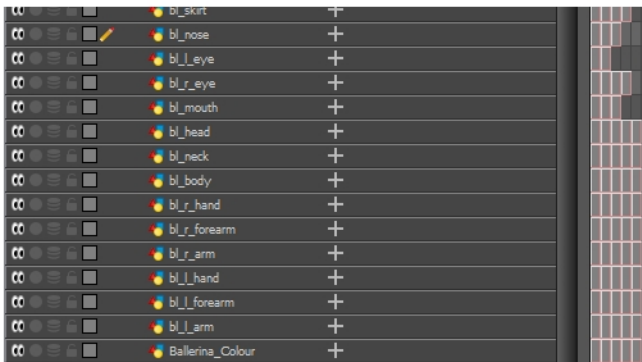 bl_skirt
bl_nose
bl_l_eye
bl_r_eye
bl_mouth
bl_head
bl_neck
bl_body
bl_r_hand
bl_r_forearm
bl_r_arm
bl_l_hand
bl_l_forearm
bl_l_arm
Ballerina_Colour